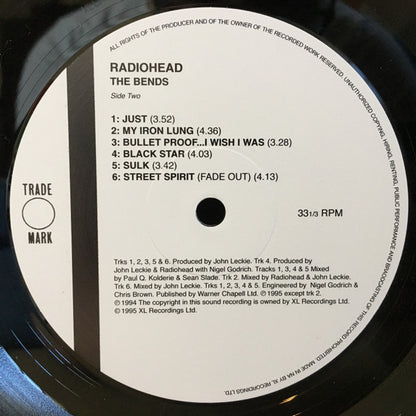 ALL RIGHTS OF THE PRODUCER AND OF THE OWNER OF THE RECORDED WORK RESERVED. UNAUTHORIZED COPYING, HIRING, RENTING, PUBLIC PERFORMANCE AND BROADCASTING OF THIS RECORD PROHIBITED. MADE IN NA BY XL RECORDINGS LTD.
RADIOHEAD
THE BENDS
Side Two
1: JUST (3.52)
2: MY IRON LUNG (4.36)
3: BULLET PROOF...I WISH I WAS (3.28)
4: BLACK STAR (4.03)
5: SULK (4.13)
6: STREET SPIRIT (FADE OUT) (4.13)
TRADE
MARK
33 1/3 RPM
Trks 1, 2, 3, 5 & 6. Produced by John Leckie. Trk 4. Produced by
John Leckie & Radiohead with Nigel Godrich. Tracks 1, 3, 4 & 5 Mixed
by Paul Q. Kolderie & Sean Slade. Trk 2. Mixed by Radiohead & John Leckie.
Trk 6. Mixed by John Leckie. Trks 1, 2, 3, 4 & 5. Engineered by Nigel Godrich &
Chris Brown. Published by Warner Chapell Ltd. ℗1995 except trk 2.
℗ 1994 The copyright in this sound recording is owned by XL Recordings Ltd.
©1995 XL Recordings Ltd.